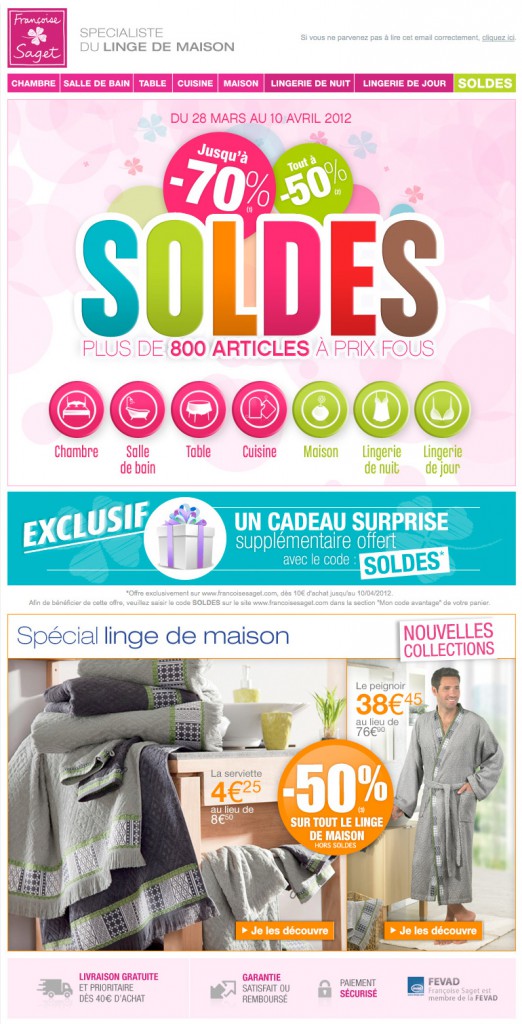 Françoise
Saget
SPECIALISTE
DU LINGE DE MAISON
Si vous ne parvenez pas à lire cet email correctement, cliquez ici.
CHAMBRE SALLE DE BAIN TABLE CUISINE MAISON LINGERIE DE NUIT LINGERIE DE JOUR SOLDES
DU 28 MARS AU 10 AVRIL 2012
Jusqu'à
-70%
(1)
Tout à
-50%
(2)
SOLDES
PLUS DE 800 ARTICLES À PRIX FOUS
Chambre
Salle
de bain
Table
Cuisine
Maison
Lingerie
de nuit
Lingerie
de jour
EXCLUSIF
UN CADEAU SURPRISE
supplémentaire offert
avec le code : SOLDES*
*Offre exclusivement sur www.francoisesaget.com, dès 10€ d'achat jusqu'au 10/04/2012.
Afin de bénéficier de cette offre, veuillez saisir le code SOLDES sur le site www.francoisesaget.com dans la section "Mon code avantage" de votre panier.
Spécial linge de maison
NOUVELLES
COLLECTIONS
Le peignoir
38€45
au lieu de
76€90
La serviette
4€25
au lieu de
8€50
-50%
(3)
SUR TOUT LE LINGE
DE MAISON
HORS SOLDES
Je les découvre
Je les découvre
LIVRAISON GRATUITE
ET PRIORITAIRE
DÈS 40€ D'ACHAT
GARANTIE
SATISFAIT OU
REMBOURSÉ
PAIEMENT
SÉCURISÉ
FEVAD
Françoise Saget est
membre de la FEVAD